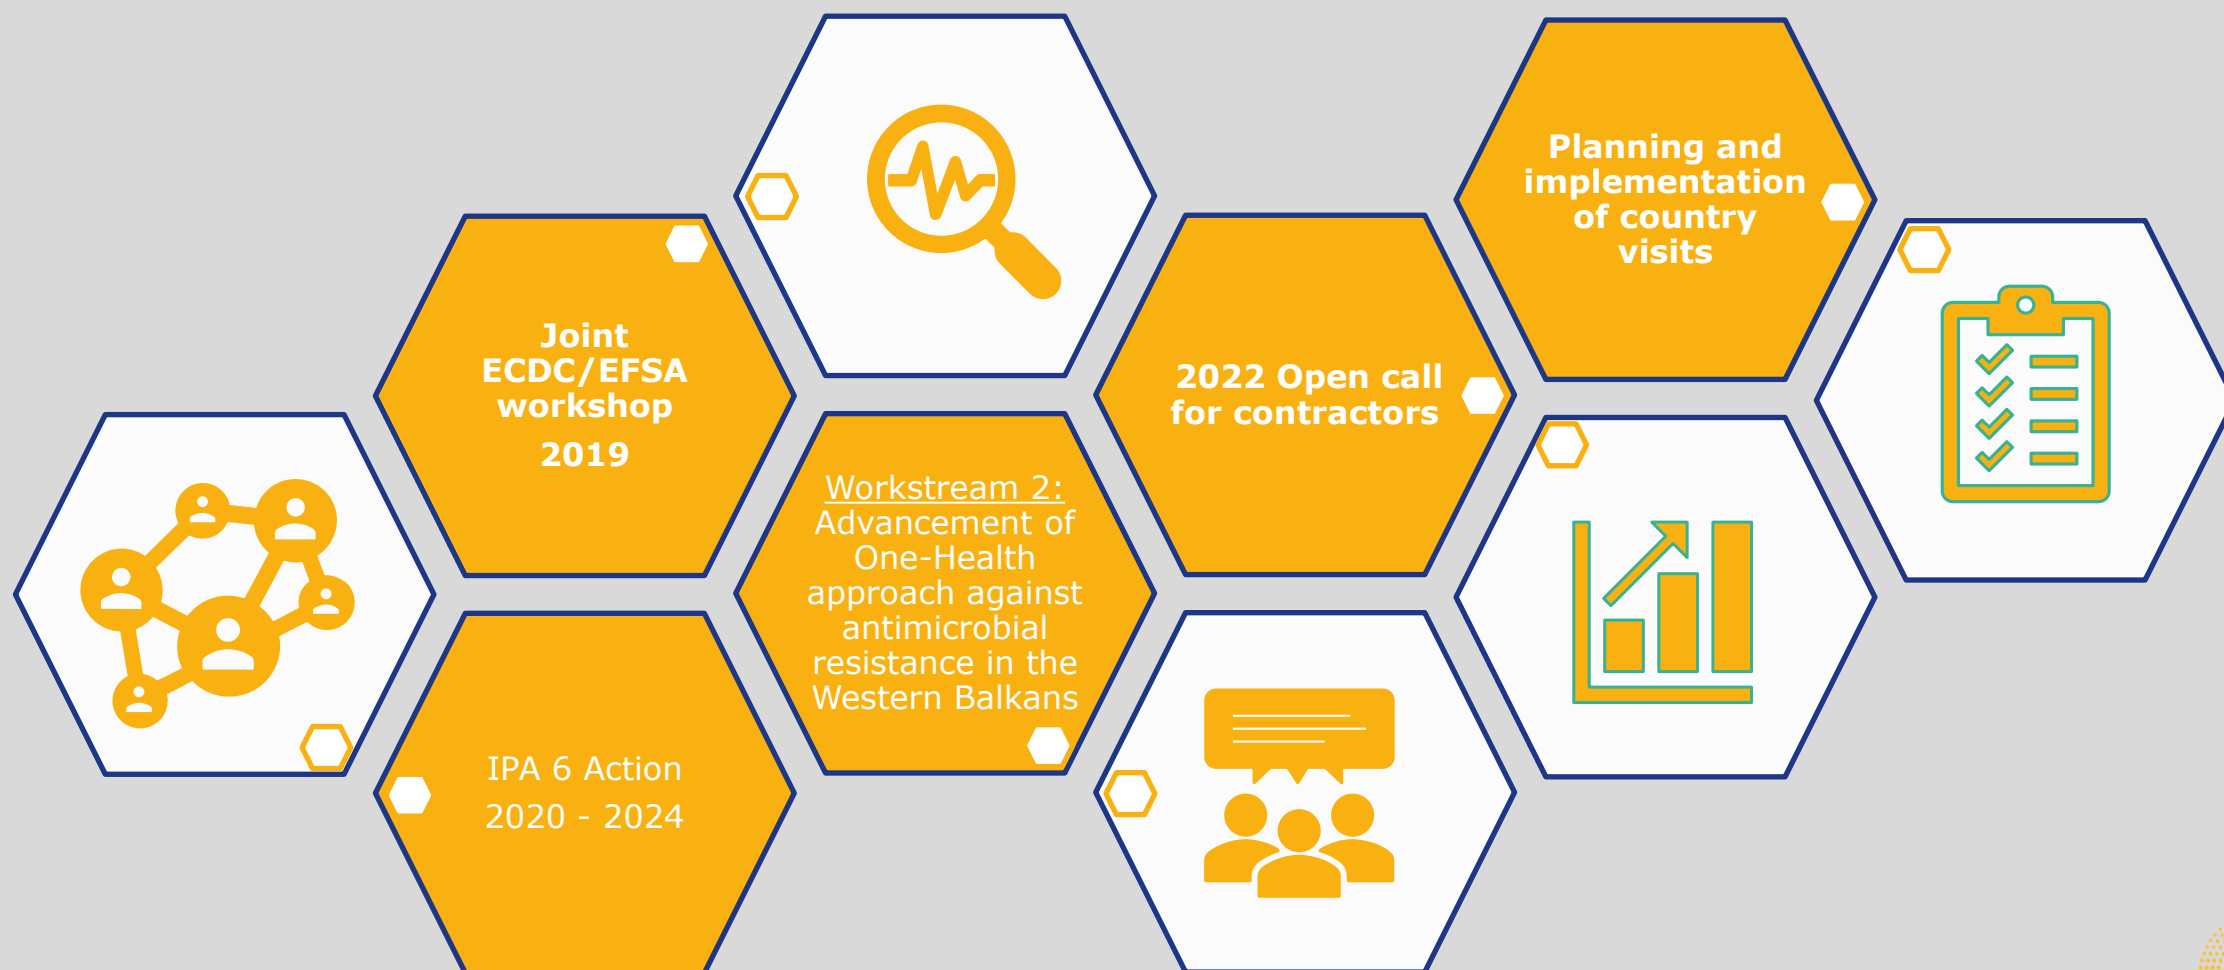 Joint
ECDC/EFSA
workshop
2019
IPA 6 Action
2020 - 2024
Workstream 2:
Advancement of
One-Health
approach against
antimicrobial
resistance in the
Western Balkans
2022 Open call
for contractors
Planning and
implementation
of country
visits